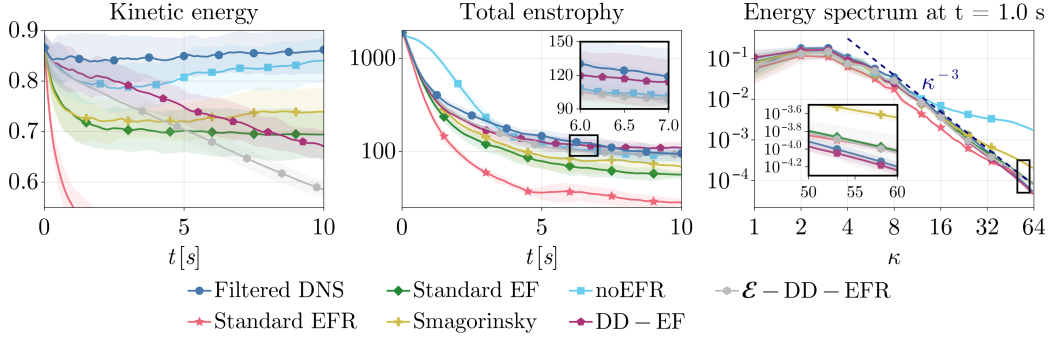 Kinetic energy
Total enstrophy
Energy spectrum at t = 1.0 s
0.9
0.8
0.7
0.6
0
5
10
t[s]
1000
100
0
5
10
t[s]
150
130
110
90
6.0
6.5
7.0
10⁻¹
10⁻²
10⁻³
10⁻⁴
1
2
4
8
16
32
64
κ
κ⁻³
10⁻³·⁶
10⁻³·⁸
10⁻⁴·⁰
10⁻⁴·²
50
55
60
Filtered DNS
Standard EF
noEFR
ℰ − DD − EFR
Standard EFR
Smagorinsky
DD − EF